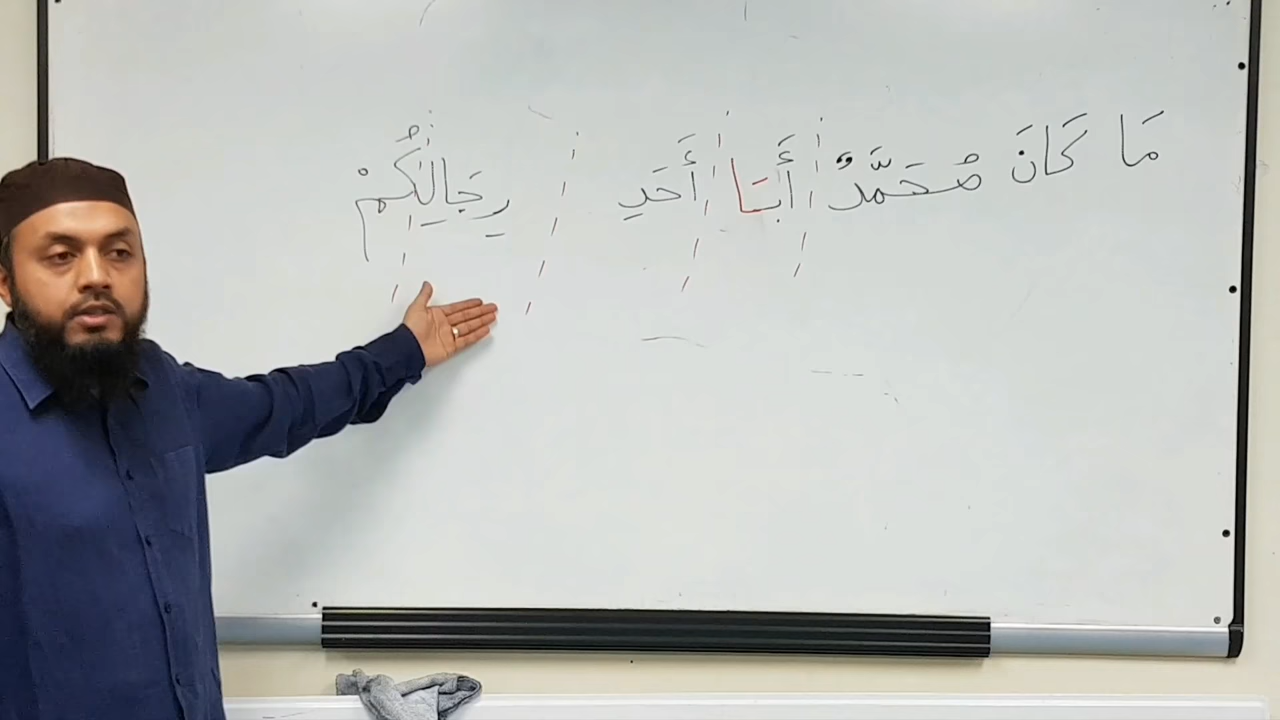 مَا كَانَ مُحَمَّدٌ أَبَا أَحَدِ رِجَالِكُمْ